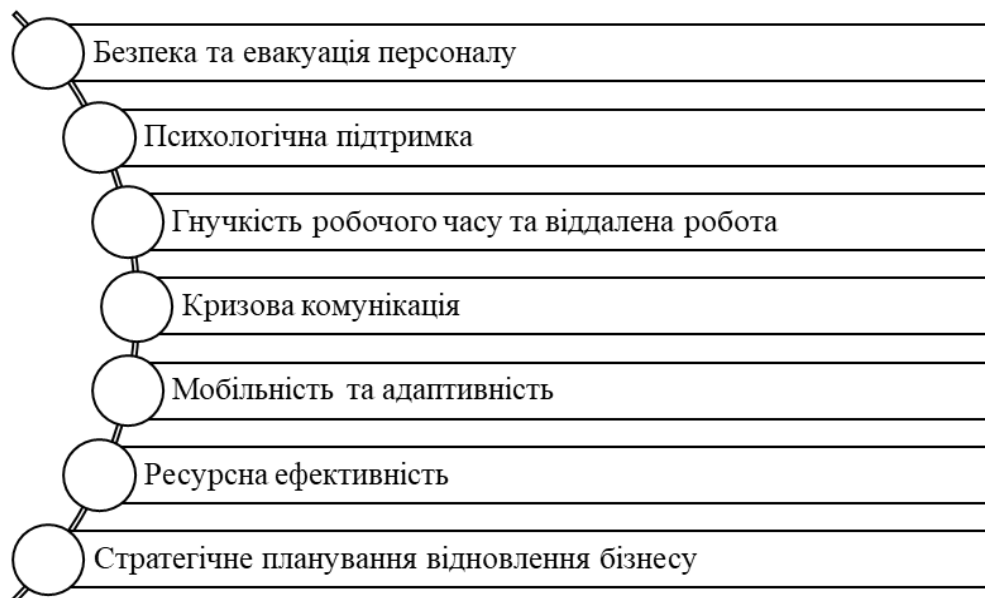 Безпека та евакуація персоналу
Психологічна підтримка
Гнучкість робочого часу та віддалена робота
Кризова комунікація
Мобільність та адаптивність
Ресурсна ефективність
Стратегічне планування відновлення бізнесу